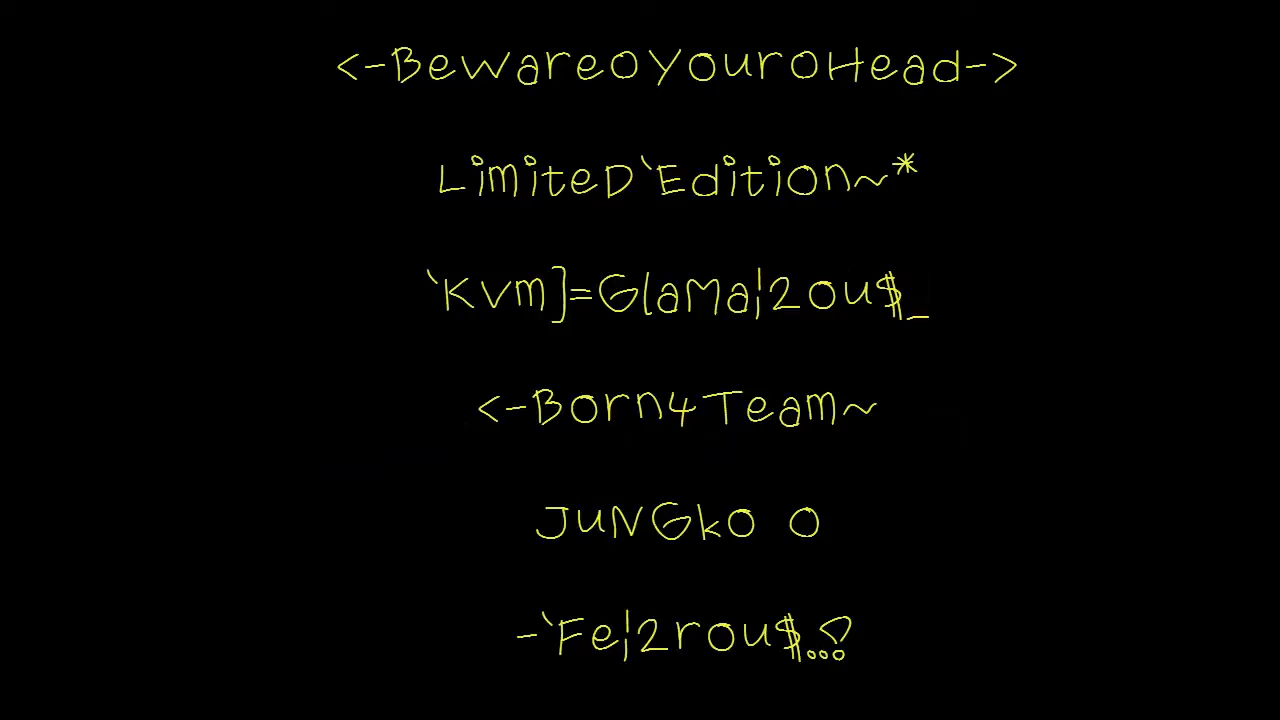 <-BewareOYourOHead->
LimiteD`Edition~*
`Kvm]=GlaMa¦2ou$_
<-Born4Team~
JuNGkO O
-`Fe¦2rou$..?